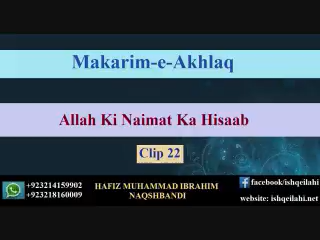 Makarim-e-Akhlaq
Allah Ki Naimat Ka Hisaab
Clip 22
+923214159902
+923218160009
HAFIZ MUHAMMAD IBRAHIM
NAQSHBANDI
facebook/ishqeilahi
website: ishqeilahi.net